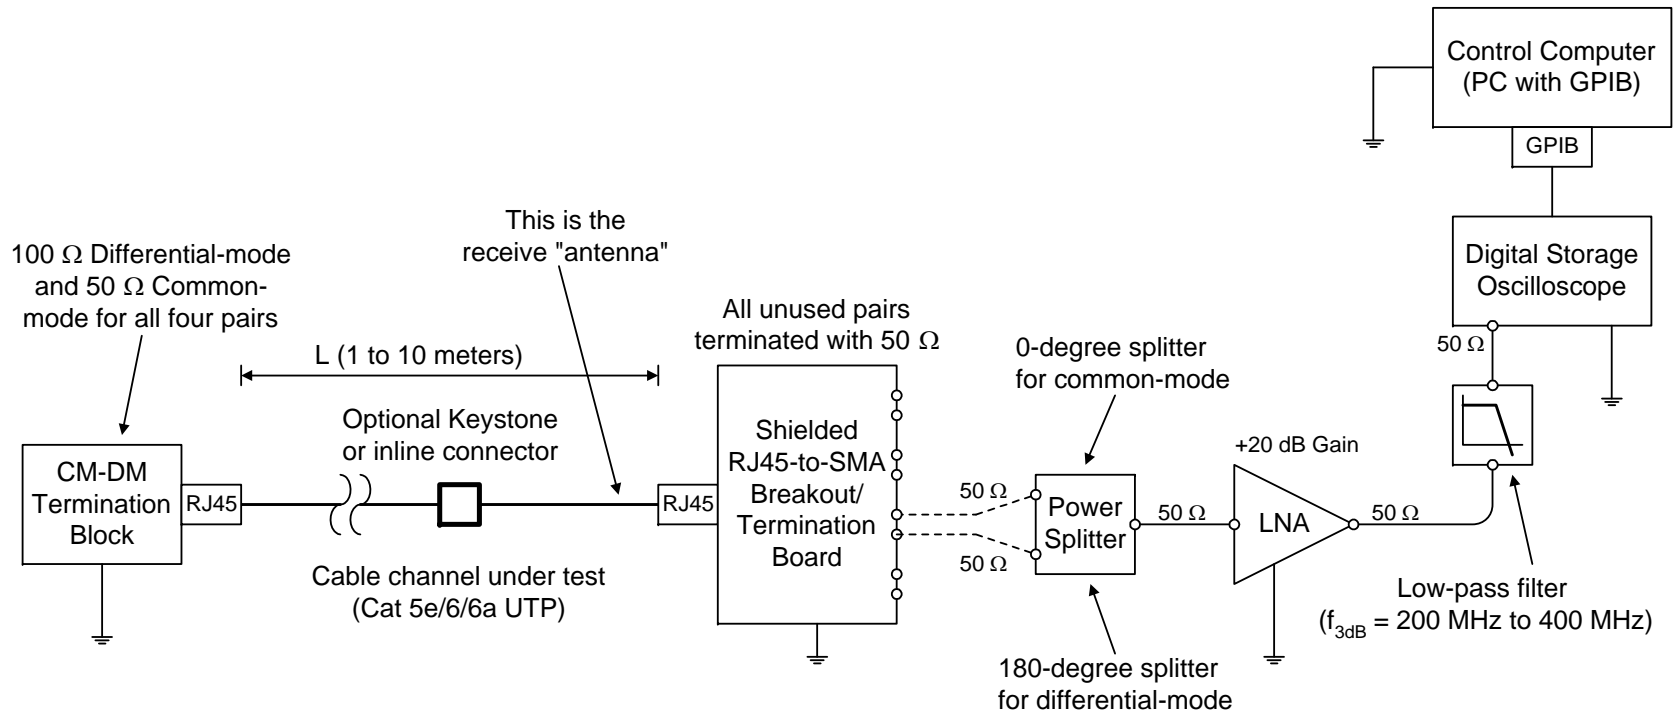 Control Computer
(PC with GPIB)
GPIB
This is the
receive "antenna"
100 Ω Differential-mode
and 50 Ω Common-
mode for all four pairs
Digital Storage
Oscilloscope
All unused pairs
terminated with 50 Ω
50 Ω
L (1 to 10 meters)
0-degree splitter
for common-mode
Optional Keystone
or inline connector
Shielded
RJ45-to-SMA
Breakout/
Termination
Board
+20 dB Gain
CM-DM
Termination
Block
RJ45
RJ45
50 Ω
50 Ω
Power
Splitter
50 Ω
LNA
50 Ω
Cable channel under test
(Cat 5e/6/6a UTP)
Low-pass filter
(f3dB = 200 MHz to 400 MHz)
180-degree splitter
for differential-mode